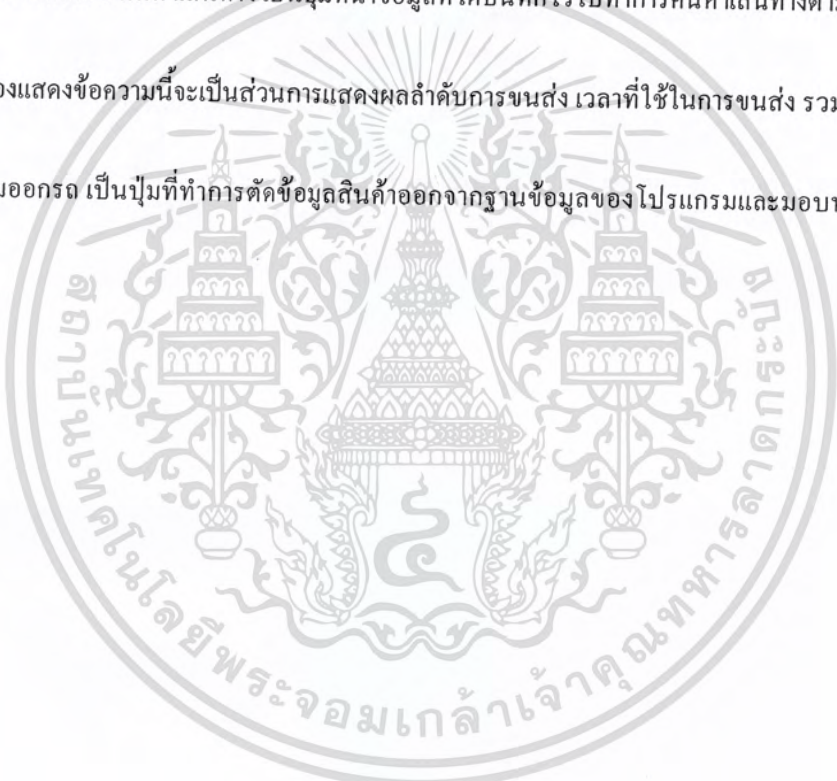 องแสดงข้อความนี้จะเป็นส่วนการแสดงผลลำดับการขนส่ง เวลาที่ใช้ในการขนส่ง รวม
มออกรถ เป็นปุ่มที่ทำการตัดข้อมูลสินค้าออกจากฐานข้อมูลของโปรแกรมและมอบ
สถาบันเทคโนโลยีพระจอมเกล้าเจ้าคุณทหารลาดกระบัง